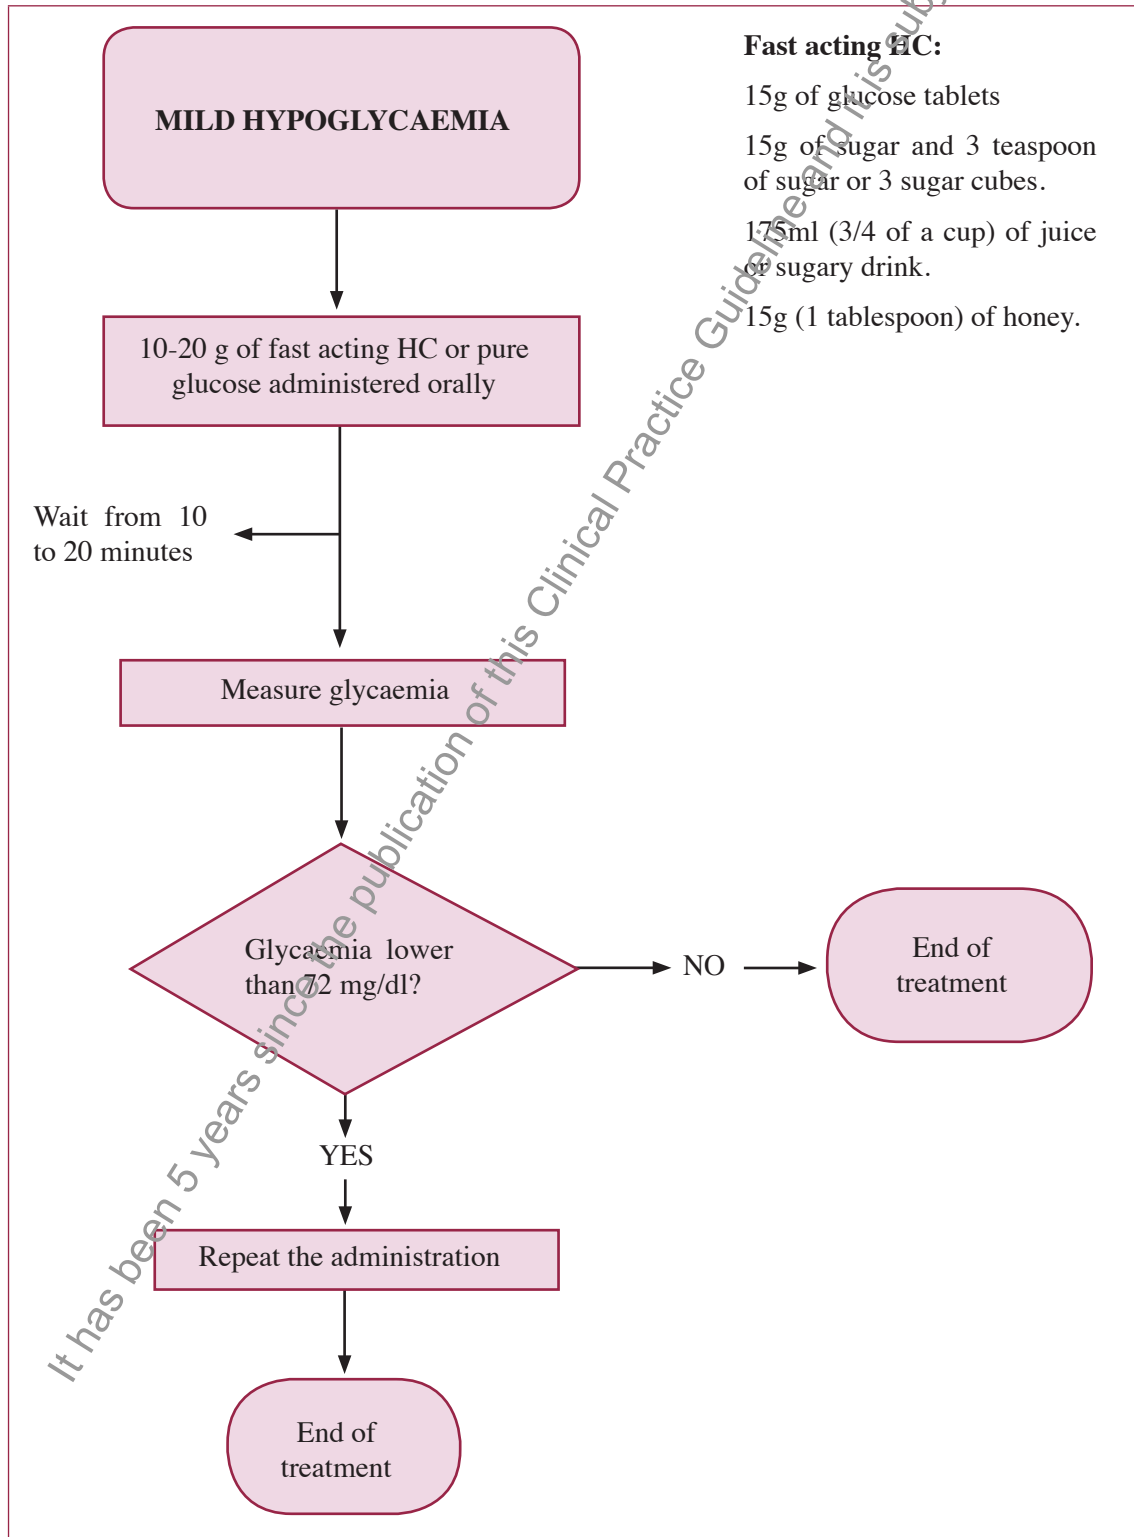 MILD HYPOGLYCAEMIA
Fast acting HC:
15g of glucose tablets
15g of sugar and 3 teaspoon
of sugar or 3 sugar cubes.
175ml (3/4 of a cup) of juice
or sugary drink.
15g (1 tablespoon) of honey.
10-20 g of fast acting HC or pure
glucose administered orally
Wait from 10
to 20 minutes
Measure glycaemia
Glycaemia lower
than 72 mg/dl?
NO
End of
treatment
YES
Repeat the administration
End of
treatment
It has been 5 years since the publication of this Clinical Practice Guideline and it is